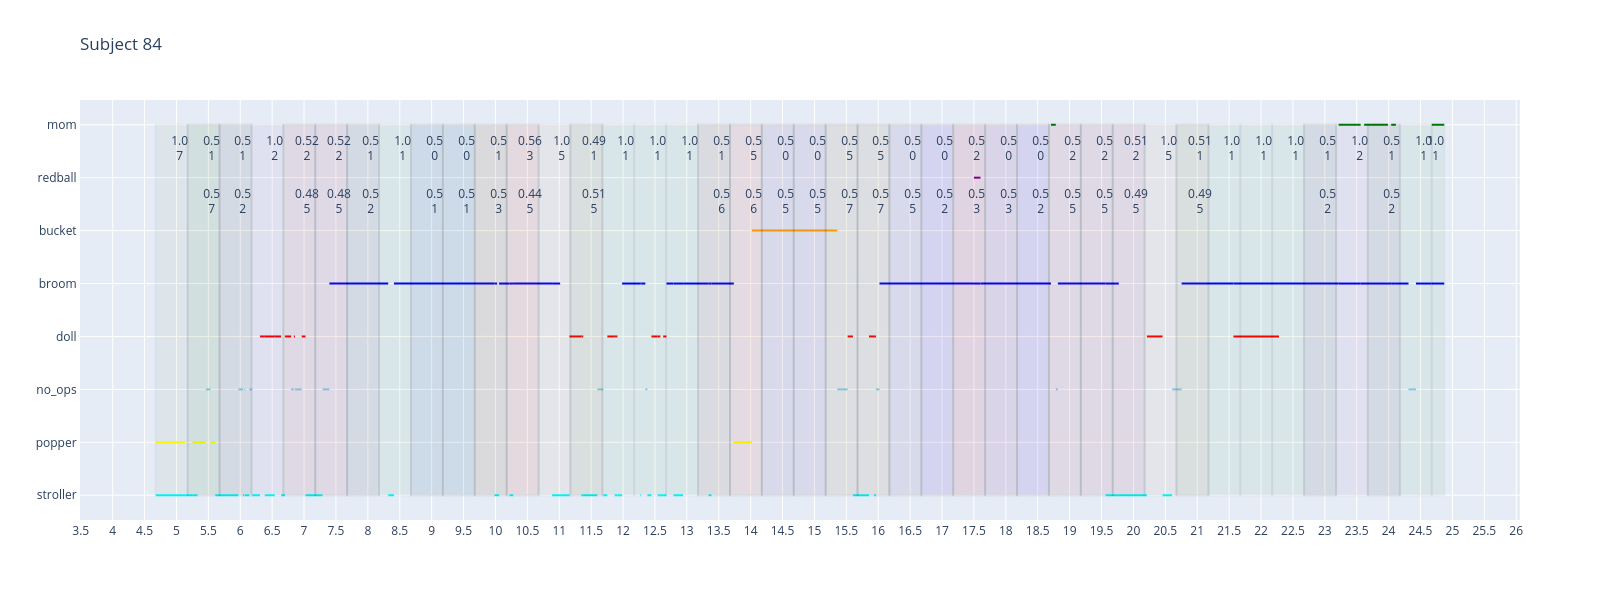 Subject 84
mom
1.0 0.5 0.5 1.0 0.52 0.52 0.5 1.0 0.5 0.5 0.5 0.56 1.0 0.49 1.0 1.0 1.0 0.5 0.5 0.5 0.5 0.5 0.5 0.5 0.5 0.5 0.5 0.5 0.5 0.5 0.51 1.0 0.51 1.0 1.0 1.0 0.5 1.0 0.5 1.0 1.0
7 1 1 2 2 2 1 1 0 0 1 3 5 1 1 1 1 1 5 0 0 5 5 0 0 2 0 0 2 2 2 5 1 1 1 1 1 2 1 1 1
redball
0.5 0.5 0.48 0.48 0.5 0.5 0.5 0.5 0.44 0.51 0.5 0.5 0.5 0.5 0.5 0.5 0.5 0.5 0.5 0.5 0.5 0.5 0.5 0.49 0.49 0.5 0.5
7 2 5 5 2 1 1 3 5 5 6 6 5 5 7 7 5 2 3 3 2 5 5 5 5 2 2
bucket
broom
doll
no_ops
popper
stroller
3.5 4 4.5 5 5.5 6 6.5 7 7.5 8 8.5 9 9.5 10 10.5 11 11.5 12 12.5 13 13.5 14 14.5 15 15.5 16 16.5 17 17.5 18 18.5 19 19.5 20 20.5 21 21.5 22 22.5 23 23.5 24 24.5 25 25.5 26